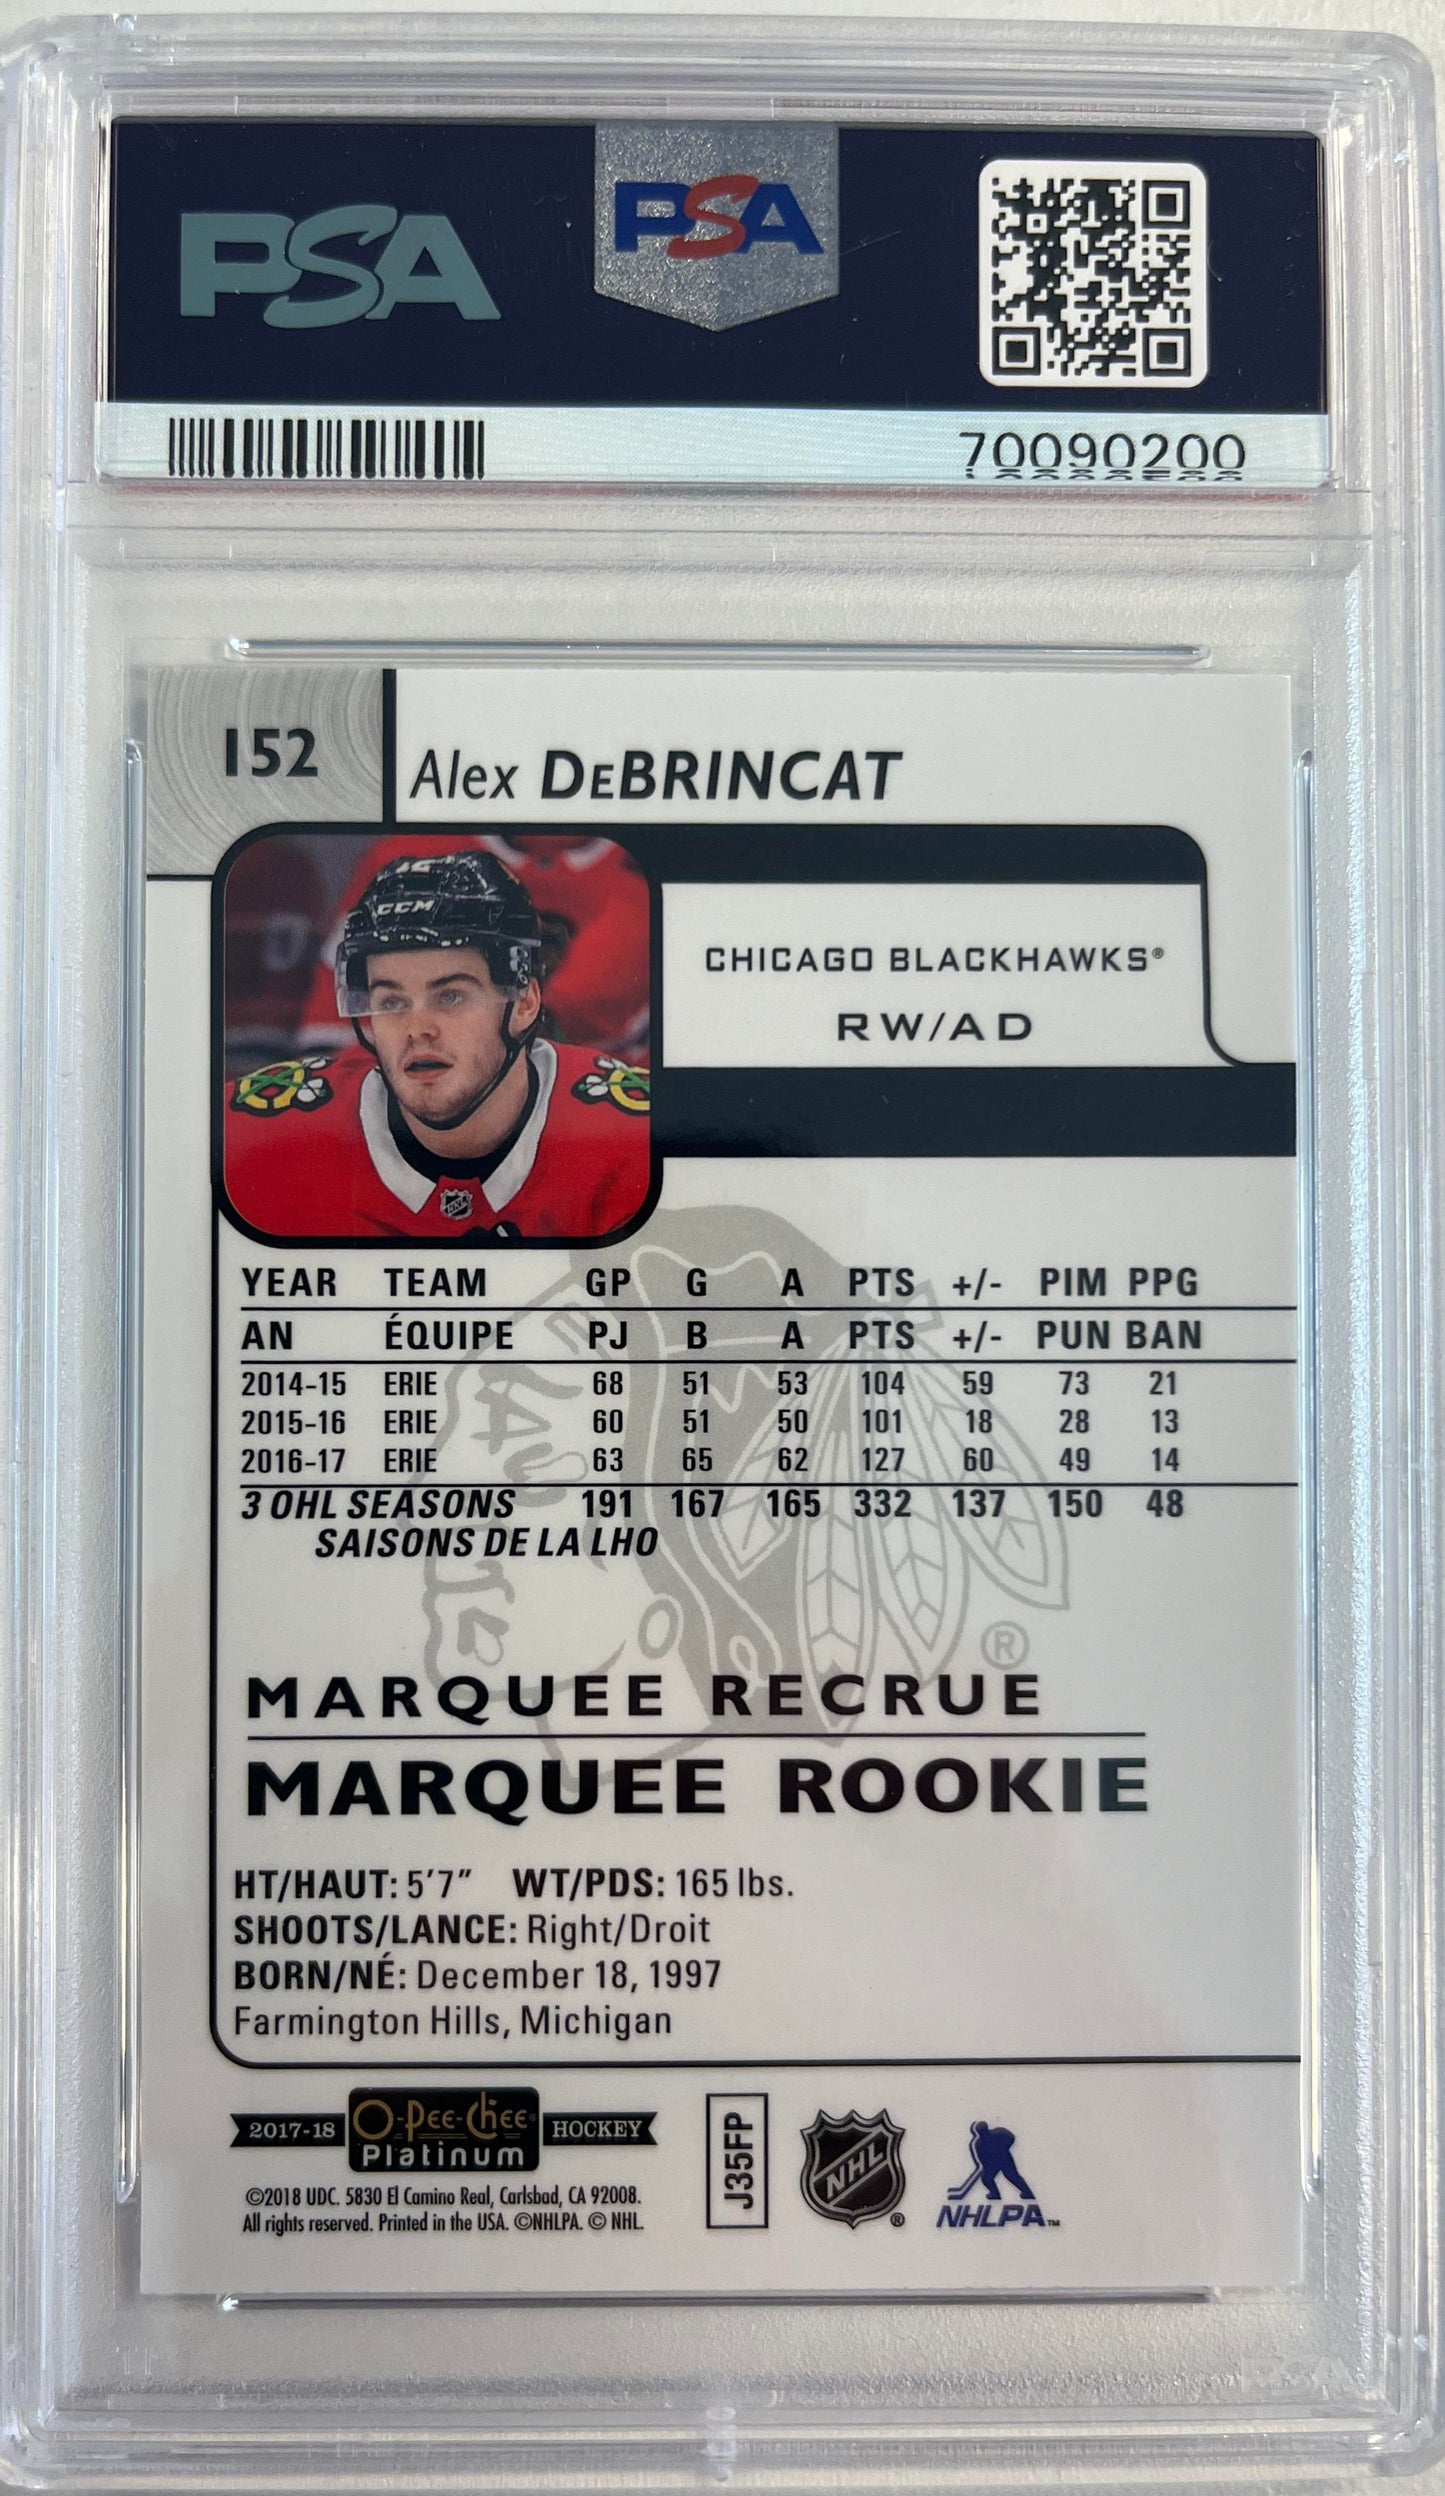 PSA
PSA
70090200
152
Alex DeBRINCAT
CCM
CHICAGO BLACKHAWKS®
RW/AD
YEAR TEAM GP G A PTS +/- PIM PPG
AN ÉQUIPE PJ B A PTS +/- PUN BAN
2014-15 ERIE 68 51 53 104 59 73 21
2015-16 ERIE 60 51 50 101 18 28 13
2016-17 ERIE 63 65 62 127 60 49 14
3 OHL SEASONS 191 167 165 332 137 150 48
SAISONS DE LA LHO
®
MARQUEE RECRUE
MARQUEE ROOKIE
HT/HAUT: 5'7" WT/PDS: 165 lbs.
SHOOTS/LANCE: Right/Droit
BORN/NÉ: December 18, 1997
Farmington Hills, Michigan
2017-18 O-Pee-Chee® HOCKEY
Platinum
©2018 UDC. 5830 El Camino Real, Carlsbad, CA 92008.
All rights reserved. Printed in the USA. ©NHLPA. © NHL.
J35FP
NHL ®
NHLPA™